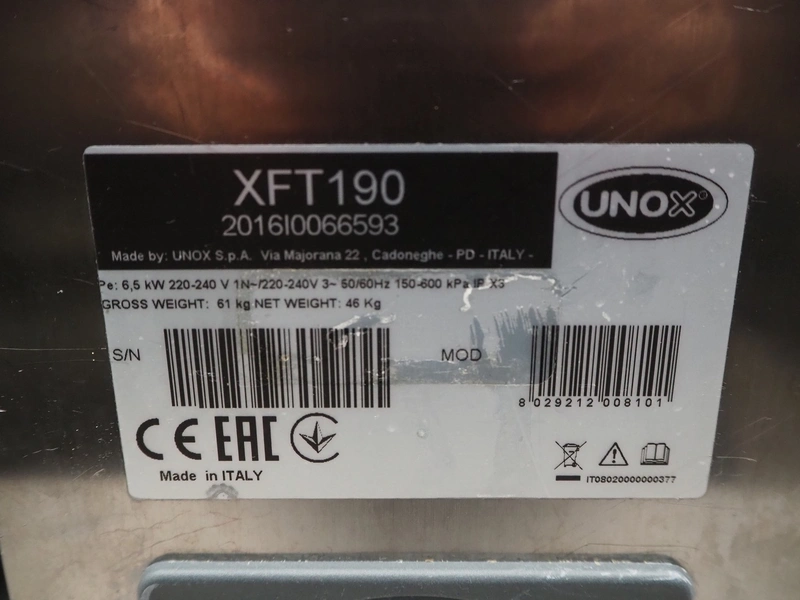 XFT190
2016I0066593
Made by: UNOX S.p.A. Via Majorana 22 , Cadoneghe - PD - ITALY -
UNOX
Pe: 6,5 kW 220-240 V 1N~/220-240V 3~ 50/60Hz 150-600 kPa IP X3
GROSS WEIGHT: 61 kg NET WEIGHT: 46 Kg
S/N
MOD
8 029212 008101
CE EAC
Made in ITALY
IT08020000000377